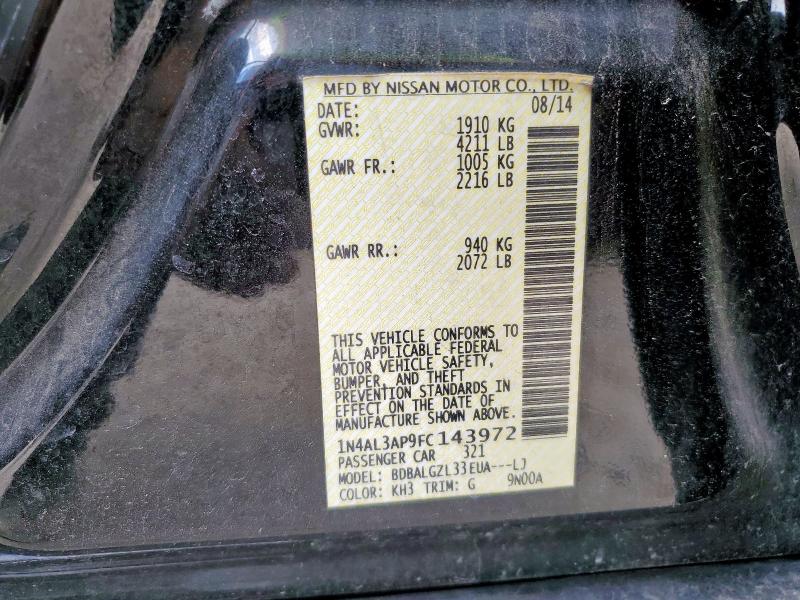 MFD BY NISSAN MOTOR CO., LTD.
DATE: 08/14
GVWR: 1910 KG
4211 LB
GAWR FR.: 1005 KG
2216 LB
GAWR RR.: 940 KG
2072 LB
THIS VEHICLE CONFORMS TO
ALL APPLICABLE FEDERAL
MOTOR VEHICLE SAFETY,
BUMPER, AND THEFT
PREVENTION STANDARDS IN
EFFECT ON THE DATE OF
MANUFACTURE SHOWN ABOVE.
1N4AL3AP9FC143972
PASSENGER CAR 321
MODEL: BDBALGZL33EUA---LJ
COLOR: KH3 TRIM: G 9N00A